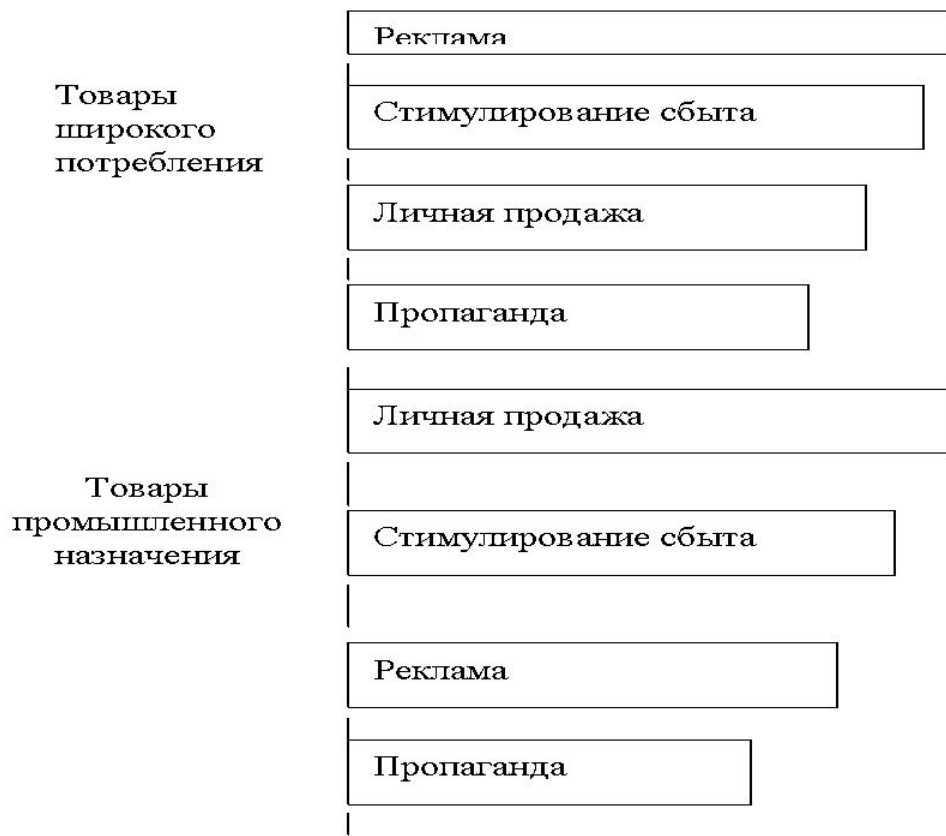 Реклама
Товары
широкого
потребления
Стимулирование сбыта
Личная продажа
Пропаганда
Личная продажа
Товары
промышленного
назначения
Стимулирование сбыта
Реклама
Пропаганда